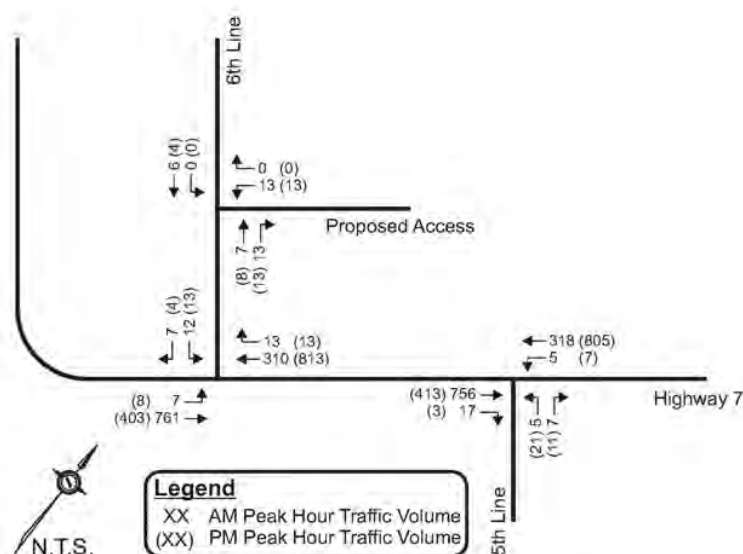 6th Line
6 (4)
0 (0)
0 (0)
13 (13)
Proposed Access
(8) 7
(13) 13
7 (4)
12 (13)
13 (13)
310 (813)
318 (805)
5 (7)
(8) 7
(403) 761
(413) 756
(3) 17
Highway 7
(21) 5
(11) 7
5th Line
N.T.S.
Legend
XX AM Peak Hour Traffic Volume
(XX) PM Peak Hour Traffic Volume